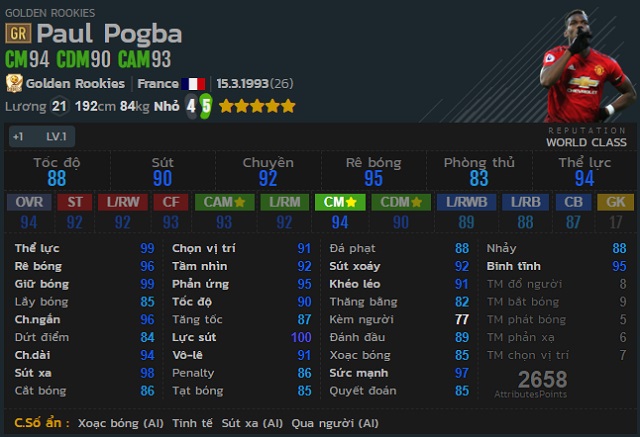 GOLDEN ROOKIES
GR Paul Pogba
CM94 CDM90 CAM93
Golden Rookies France 15.3.1993(26)
Lương 21 192cm 84kg Nhỏ 4 5
+1 LV.1
REPUTATION
WORLD CLASS
Tốc độ Sút Chuyền Rê bóng Phòng thủ Thể lực
88 90 92 95 83 94
OVR ST L/RW CF CAM L/RM CM CDM L/RWB L/RB CB GK
94 92 92 93 93 92 94 90 89 88 87 17
Thể lực 99 Chọn vị trí 91 Đá phạt 88 Nhảy 88
Rê bóng 96 Tầm nhìn 92 Sút xoáy 92 Bình tĩnh 95
Giữ bóng 99 Phản ứng 95 Khéo léo 91 TM đổ người 8
Lấy bóng 85 Tốc độ 90 Thăng bằng 82 TM bắt bóng 9
Ch.ngắn 96 Tăng tốc 87 Kèm người 77 TM phát bóng 5
Dứt điểm 84 Lực sút 100 Đánh đầu 89 TM phản xạ 6
Ch.dài 94 Vô-lê 91 Xoạc bóng 85 TM chọn vị trí 7
Sút xa 98 Penalty 86 Sức mạnh 97
Cắt bóng 86 Tạt bóng 85 Quyết đoán 85
2658
AttributesPoints
C.Số ẩn : Xoạc bóng (AI) Tinh tế Sút xa (AI) Qua người (AI)
CHEVROLET